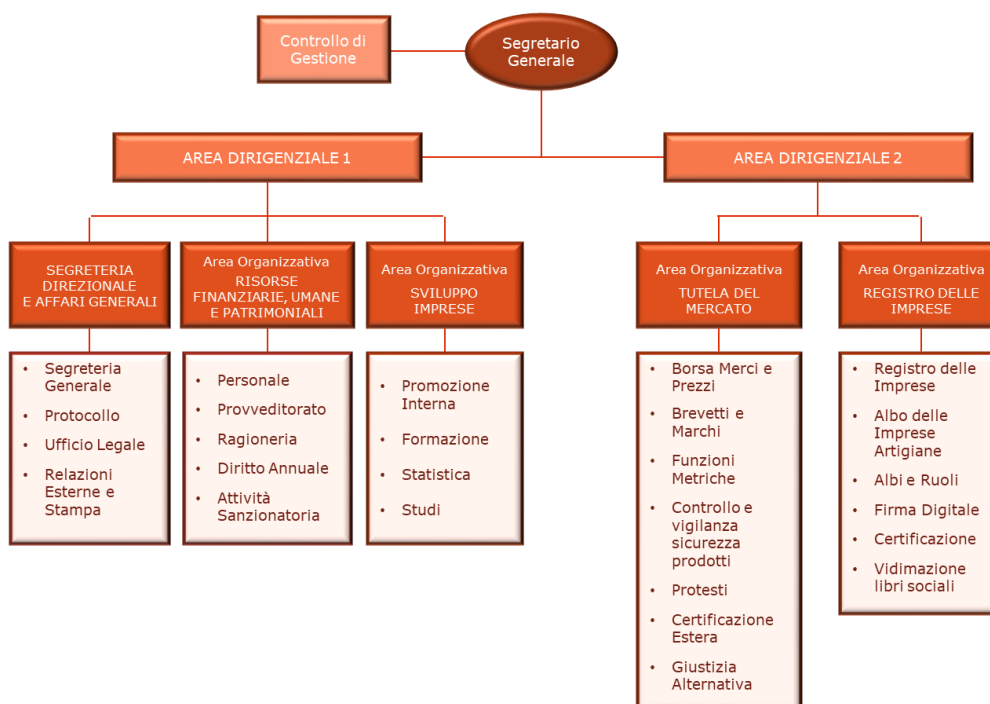 Controllo di
Gestione
Segretario
Generale
AREA DIRIGENZIALE 1
AREA DIRIGENZIALE 2
SEGRETERIA
DIREZIONALE
E AFFARI GENERALI
Area Organizzativa
RISORSE
FINANZIARIE, UMANE
E PATRIMONIALI
Area Organizzativa
SVILUPPO
IMPRESE
Area Organizzativa
TUTELA DEL
MERCATO
Area Organizzativa
REGISTRO DELLE
IMPRESE
• Segreteria
Generale
• Protocollo
• Ufficio Legale
• Relazioni
Esterne e
Stampa
• Personale
• Provveditorato
• Ragioneria
• Diritto Annuale
• Attività
Sanzionatoria
• Promozione
Interna
• Formazione
• Statistica
• Studi
• Borsa Merci e
Prezzi
• Brevetti e
Marchi
• Funzioni
Metriche
• Controllo e
vigilanza
sicurezza
prodotti
• Protesti
• Certificazione
Estera
• Giustizia
Alternativa
• Registro delle
Imprese
• Albo delle
Imprese
Artigiane
• Albi e Ruoli
• Firma Digitale
• Certificazione
• Vidimazione
libri sociali